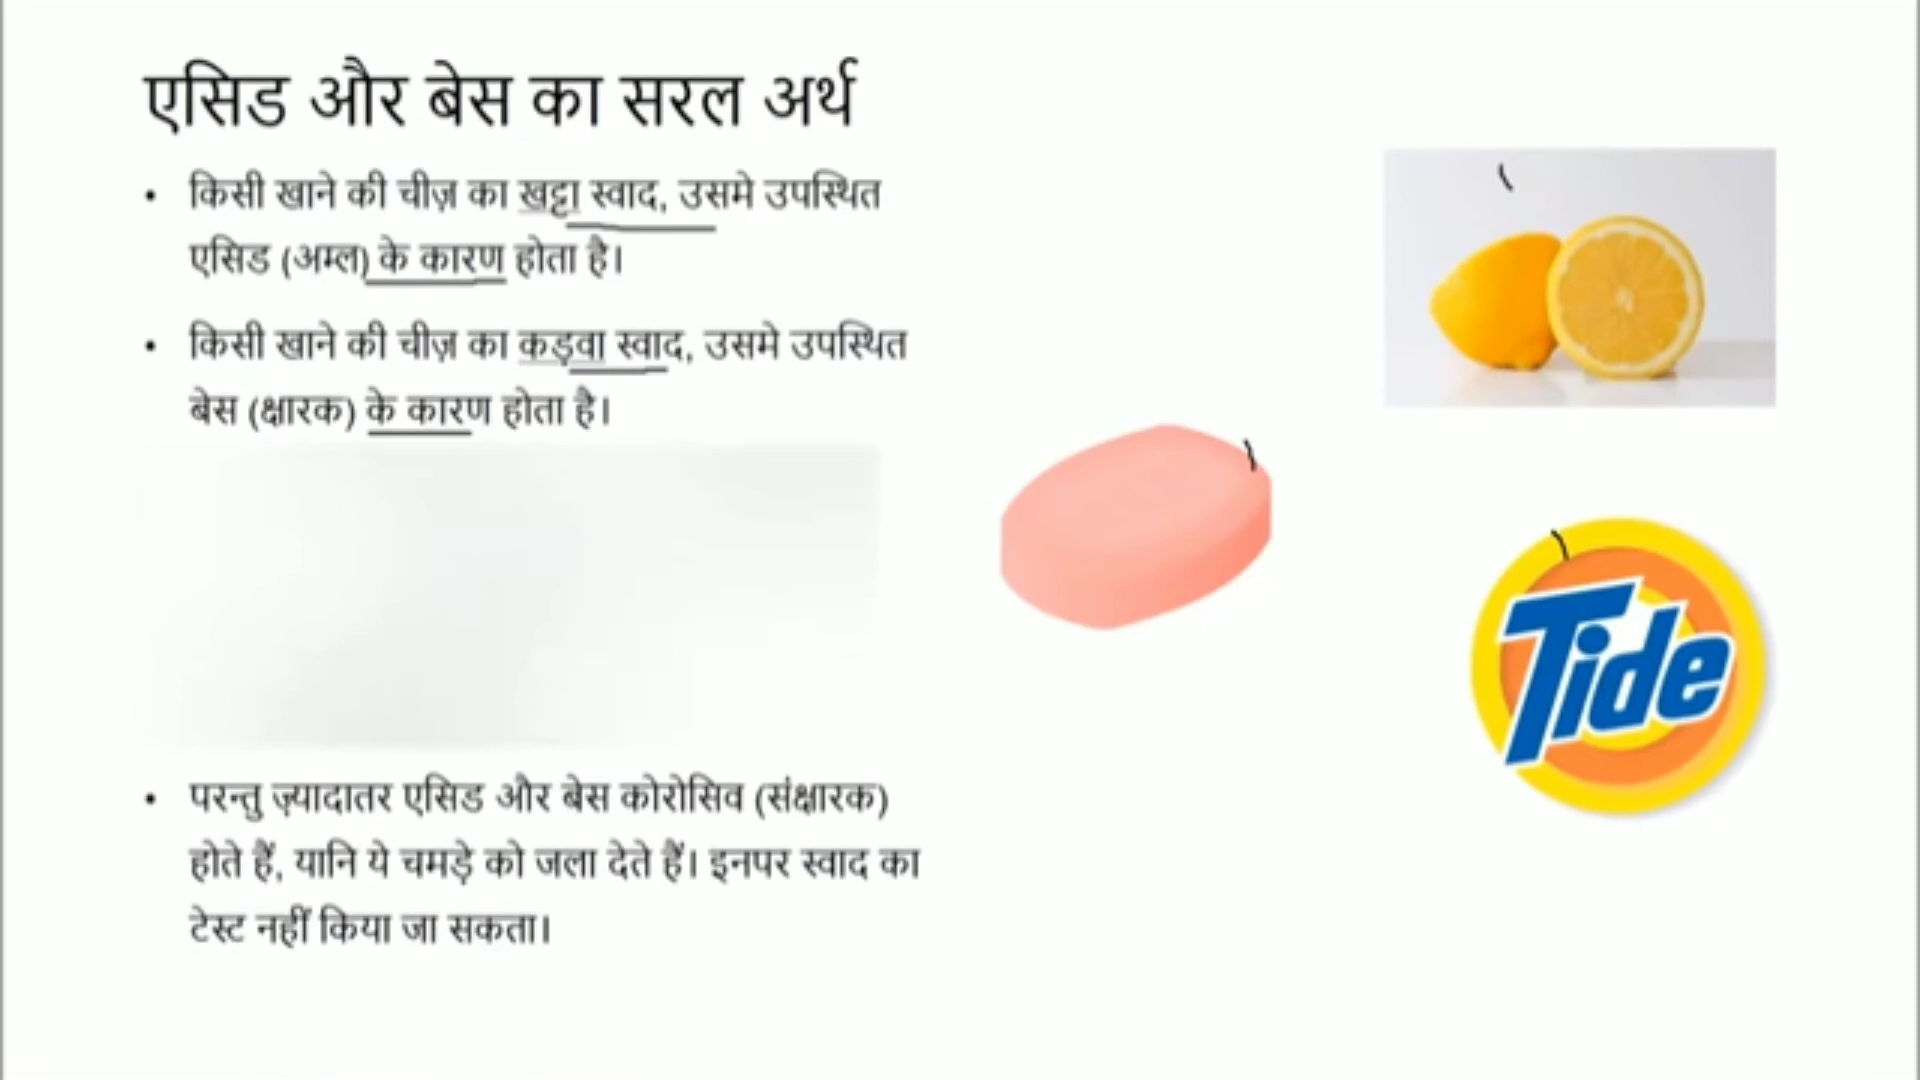 एसिड और बेस का सरल अर्थ
• किसी खाने की चीज़ का खट्टा स्वाद, उसमे उपस्थित
एसिड (अम्ल) के कारण होता है।
• किसी खाने की चीज़ का कड़वा स्वाद, उसमे उपस्थित
बेस (क्षारक) के कारण होता है।
• परन्तु ज़्यादातर एसिड और बेस कोरोसिव (संक्षारक)
होते हैं, यानि ये चमड़े को जला देते हैं। इनपर स्वाद का
टेस्ट नहीं किया जा सकता।
Tide